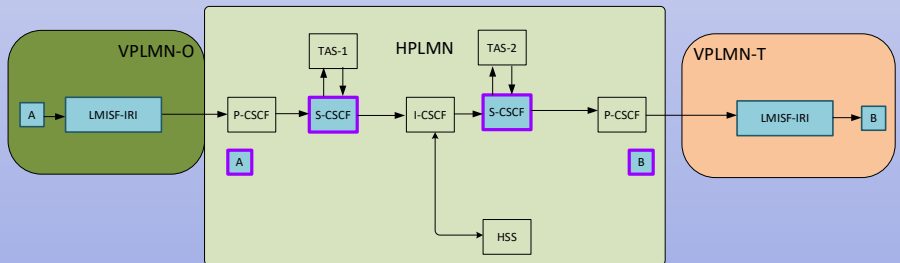 VPLMN-O
HPLMN
VPLMN-T
TAS-1
TAS-2
A
LMISF-IRI
P-CSCF
S-CSCF
I-CSCF
S-CSCF
P-CSCF
LMISF-IRI
B
A
B
HSS